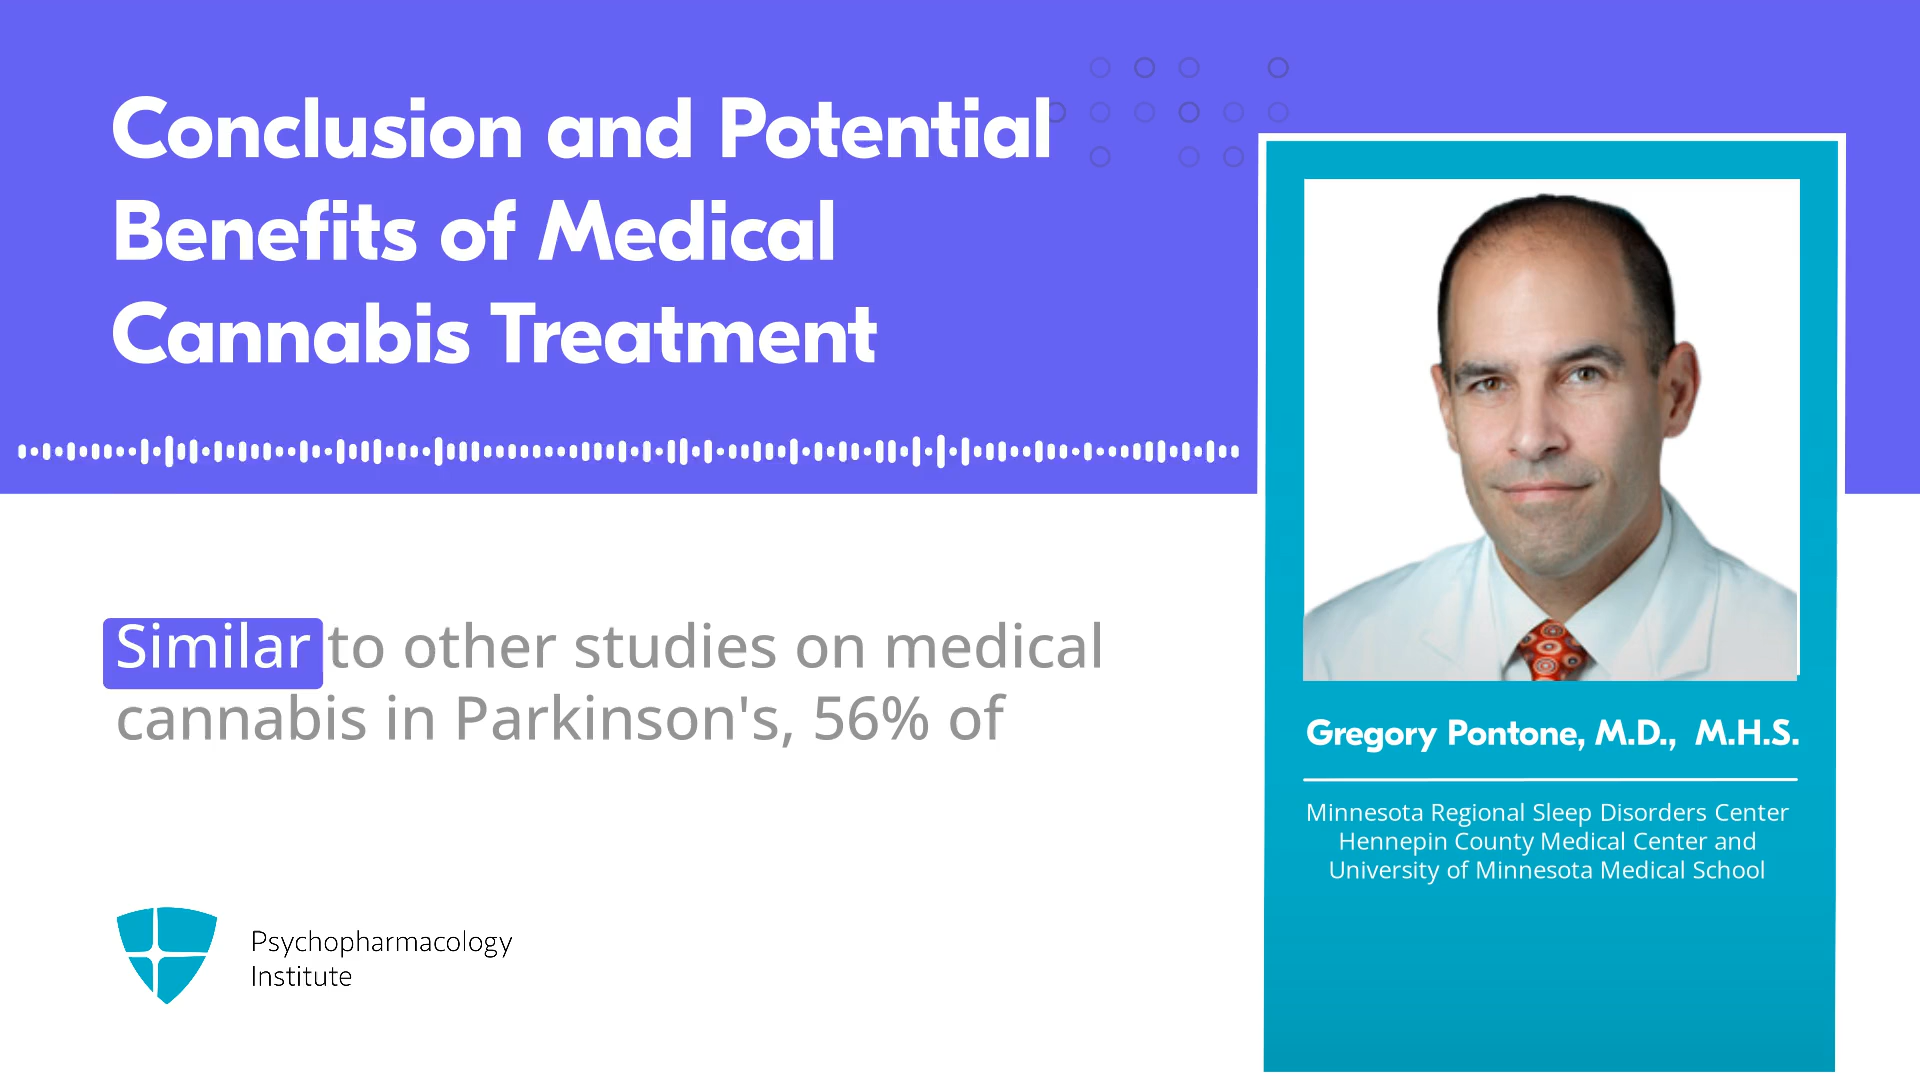 Conclusion and Potential
Benefits of Medical
Cannabis Treatment
Similar to other studies on medical
cannabis in Parkinson's, 56% of
Gregory Pontone, M.D., M.H.S.
Minnesota Regional Sleep Disorders Center
Hennepin County Medical Center and
University of Minnesota Medical School
Psychopharmacology
Institute